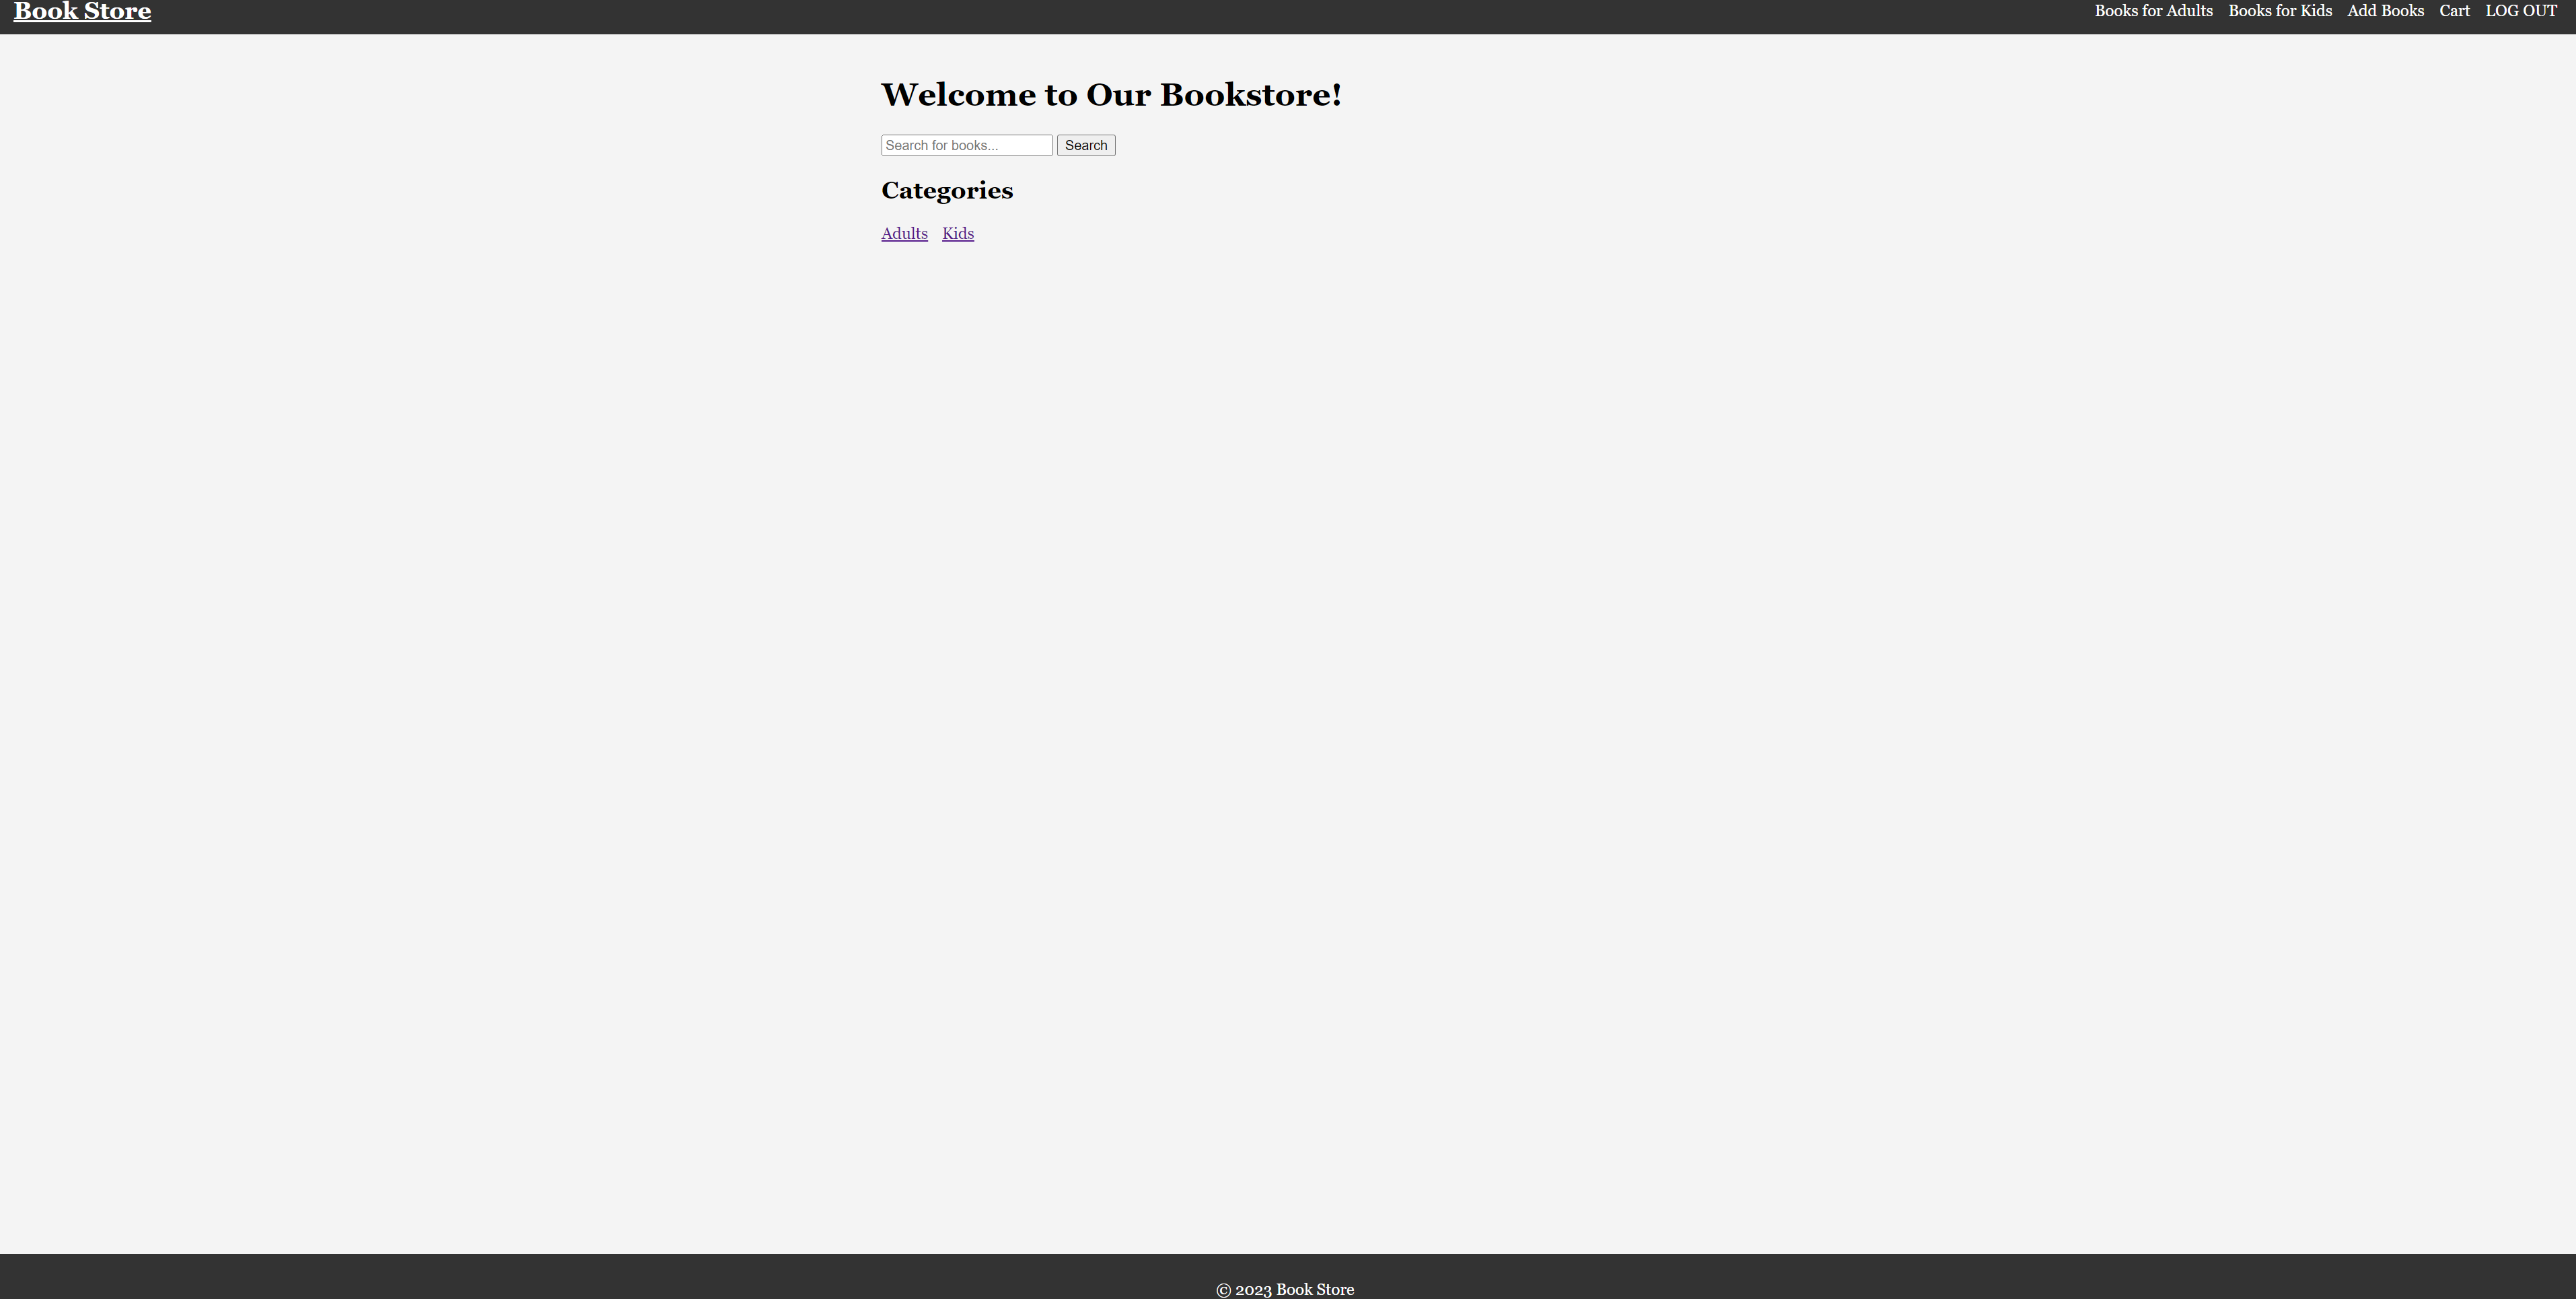 Book Store
Books for Adults Books for Kids Add Books Cart LOG OUT
Welcome to Our Bookstore!
Search for books... Search
Categories
Adults Kids
© 2023 Book Store